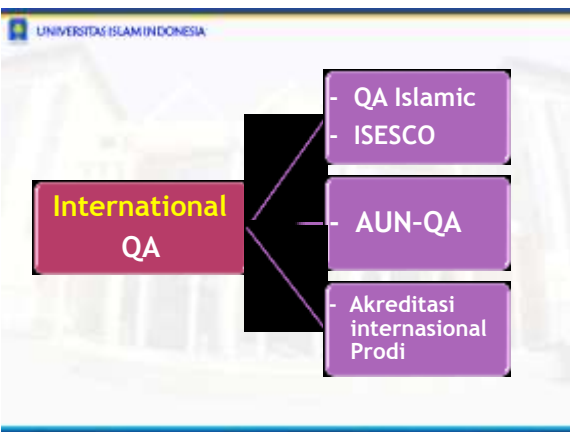 UNIVERSITAS ISLAM INDONESIA
- QA Islamic
- ISESCO
International
QA
- AUN-QA
- Akreditasi
internasional
Prodi